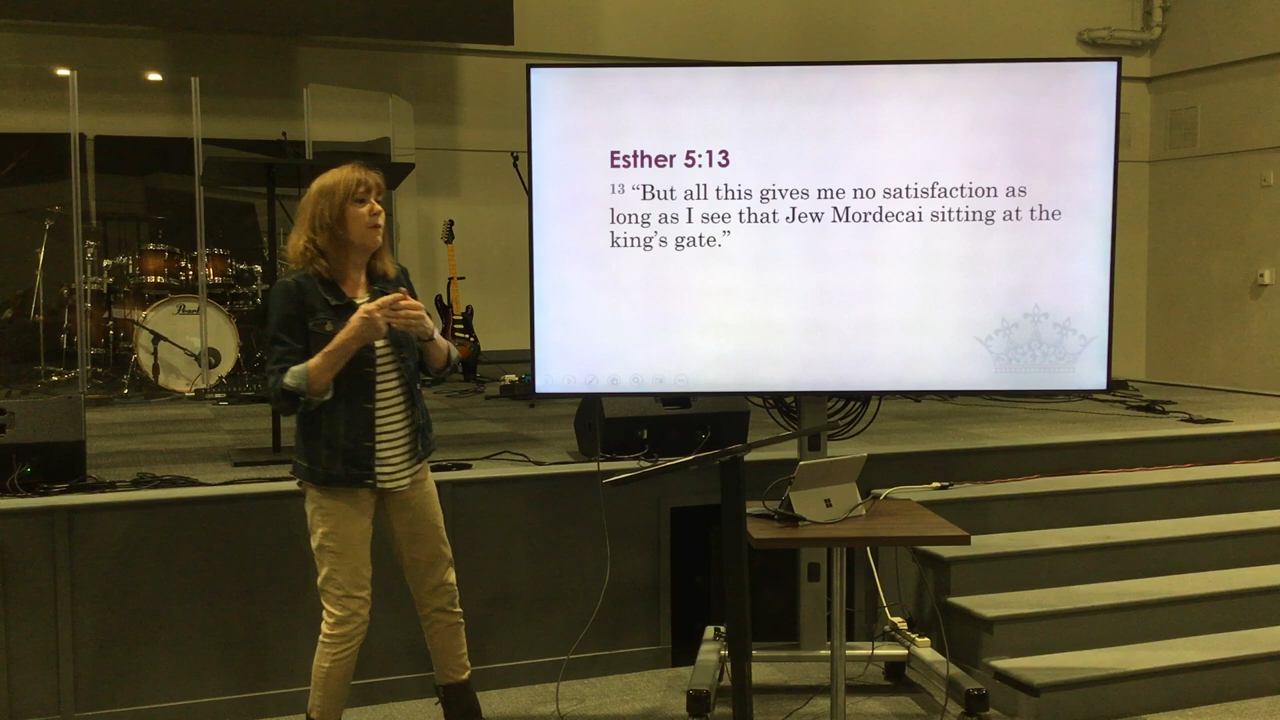 Esther 5:13
13 “But all this gives me no satisfaction as
long as I see that Jew Mordecai sitting at the
king’s gate.”
Pearl